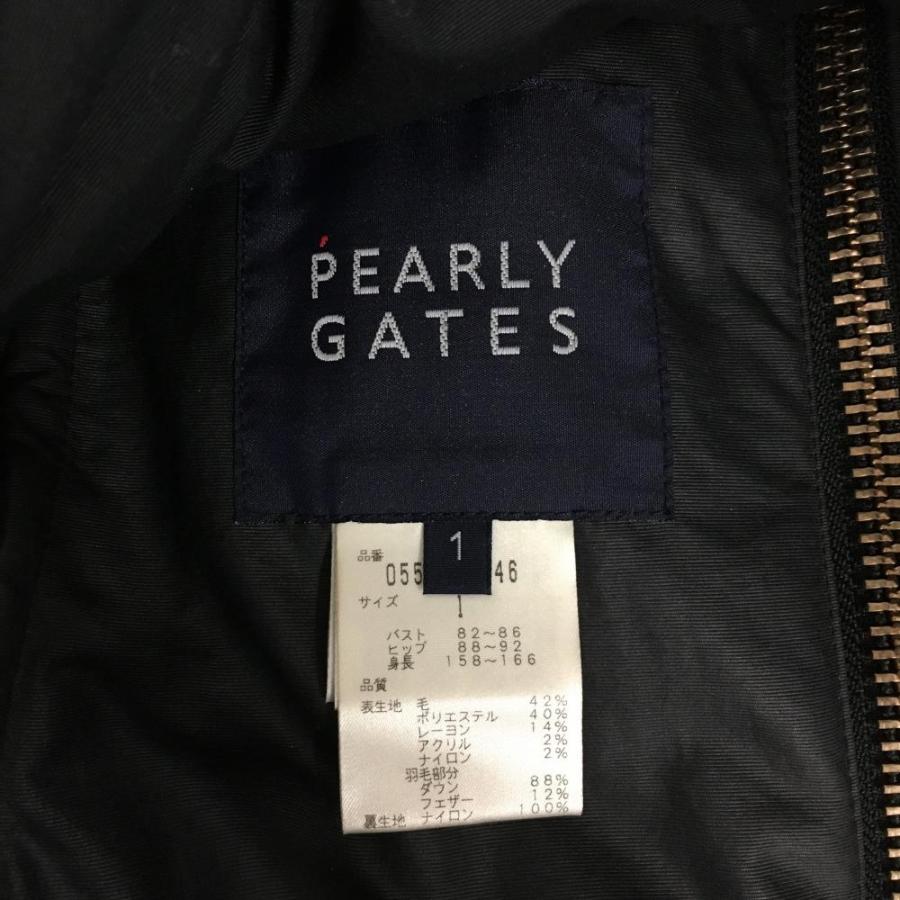 PEARLY
GATES
1
品番
055 46
サイズ 1
バスト 82~86
ヒップ 88~92
身長 158~166
品質
表生地 毛 42%
ポリエステル 40%
レーヨン 14%
アクリル 2%
ナイロン 2%
羽毛部分
ダウン 88%
フェザー 12%
裏生地 ナイロン 100%